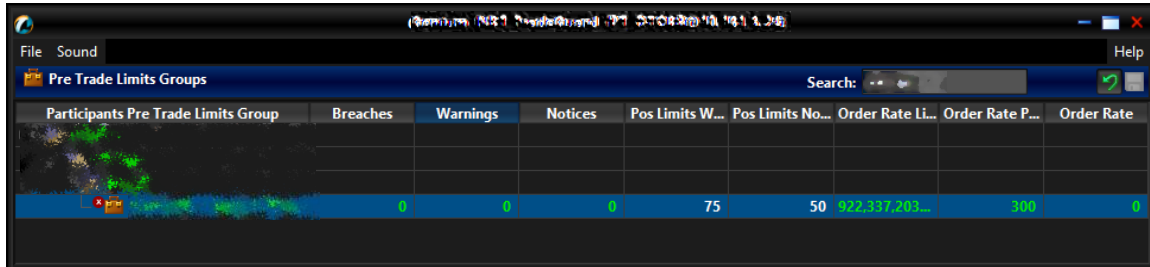 File Sound Help
Pre Trade Limits Groups Search:
Participants Pre Trade Limits Group Breaches Warnings Notices Pos Limits W... Pos Limits No... Order Rate Li... Order Rate P... Order Rate
0 0 0 75 50 922,337,203... 300 0